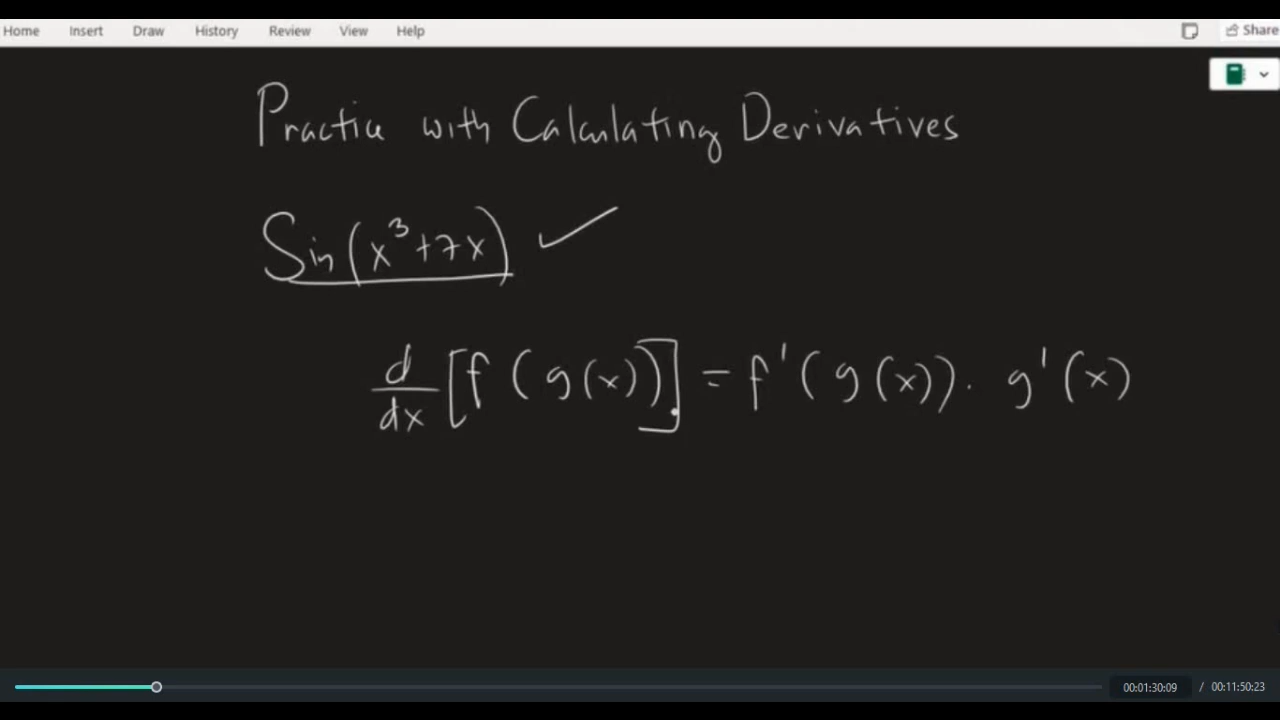 Home Insert Draw History Review View Help Share
Practice with Calculating Derivatives
Sin(x³+7x) ✓
d/dx [f(g(x))] = f'(g(x)) · g'(x)
00:01:30:09 / 00:11:50:23